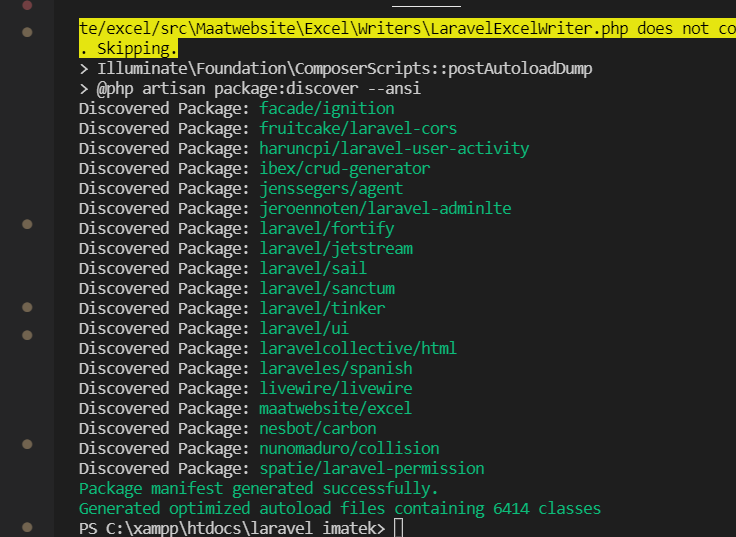 te/excel/src\Maatwebsite\Excel\Writers\LaravelExcelWriter.php does not co
. Skipping.
> Illuminate\Foundation\ComposerScripts::postAutoloadDump
> @php artisan package:discover --ansi
Discovered Package: facade/ignition
Discovered Package: fruitcake/laravel-cors
Discovered Package: haruncpi/laravel-user-activity
Discovered Package: ibex/crud-generator
Discovered Package: jenssegers/agent
Discovered Package: jeroennoten/laravel-adminlte
Discovered Package: laravel/fortify
Discovered Package: laravel/jetstream
Discovered Package: laravel/sail
Discovered Package: laravel/sanctum
Discovered Package: laravel/tinker
Discovered Package: laravel/ui
Discovered Package: laravelcollective/html
Discovered Package: laraveles/spanish
Discovered Package: livewire/livewire
Discovered Package: maatwebsite/excel
Discovered Package: nesbot/carbon
Discovered Package: nunomaduro/collision
Discovered Package: spatie/laravel-permission
Package manifest generated successfully.
Generated optimized autoload files containing 6414 classes
PS C:\xampp\htdocs\laravel imatek>